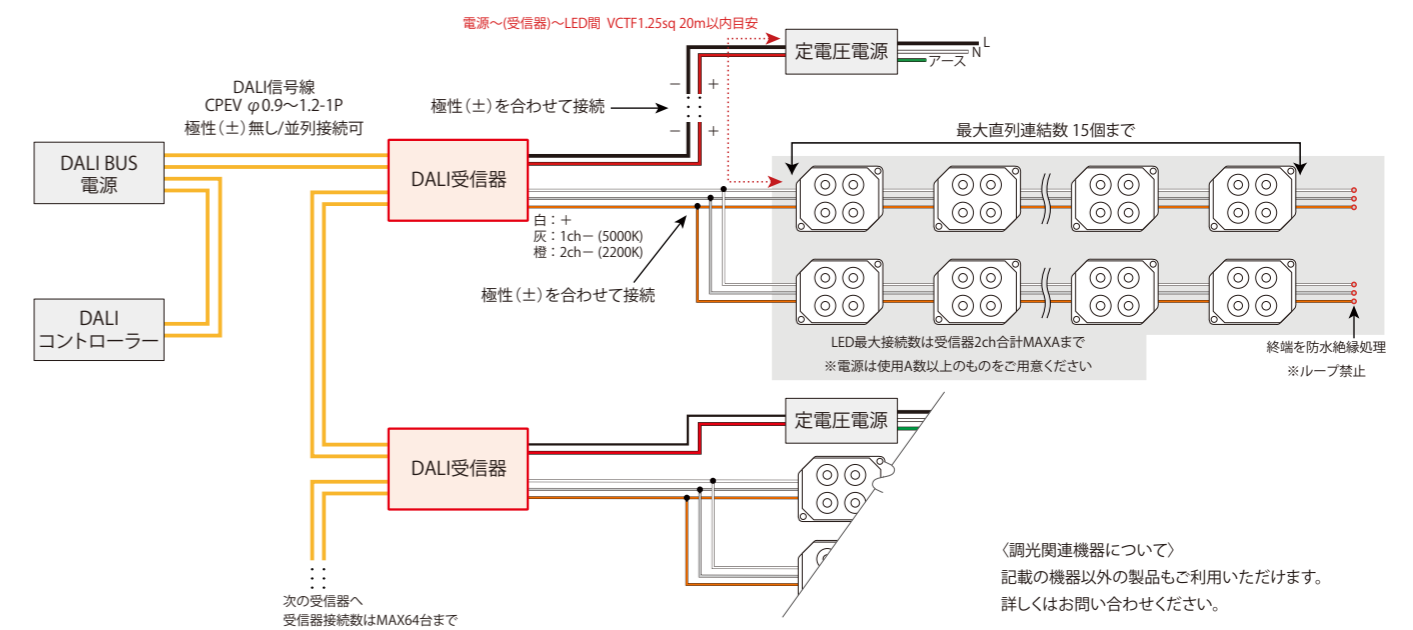 電源～(受信器)～LED間 VCTF1.25sq 20m以内目安
定電圧電源
L
N
アース
DALI信号線
CPEV φ0.9～1.2-1P
極性(±)無し/並列接続可
－ ＋
極性(±)を合わせて接続
－ ＋
最大直列連結数 15個まで
DALI BUS
電源
DALI受信器
白：＋
灰：1ch－ (5000K)
橙：2ch－ (2200K)
極性(±)を合わせて接続
DALI
コントローラー
LED最大接続数は受信器2ch合計MAXAまで
※電源は使用A数以上のものをご用意ください
終端を防水絶縁処理
※ループ禁止
定電圧電源
DALI受信器
〈調光関連機器について〉
記載の機器以外の製品もご利用いただけます。
詳しくはお問い合わせください。
次の受信器へ
受信器接続数はMAX64台まで